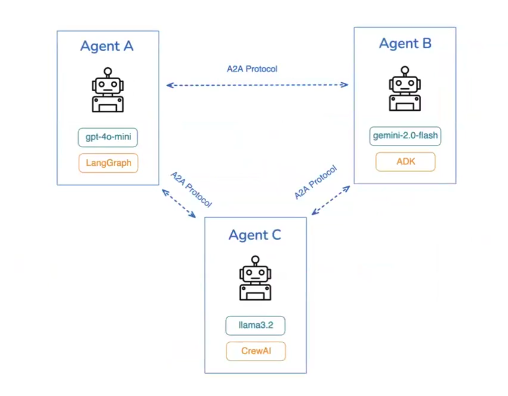 Agent A
Agent B
A2A Protocol
gpt-4o-mini
gemini-2.0-flash
LangGraph
ADK
A2A Protocol
A2A Protocol
Agent C
llama3.2
CrewAI